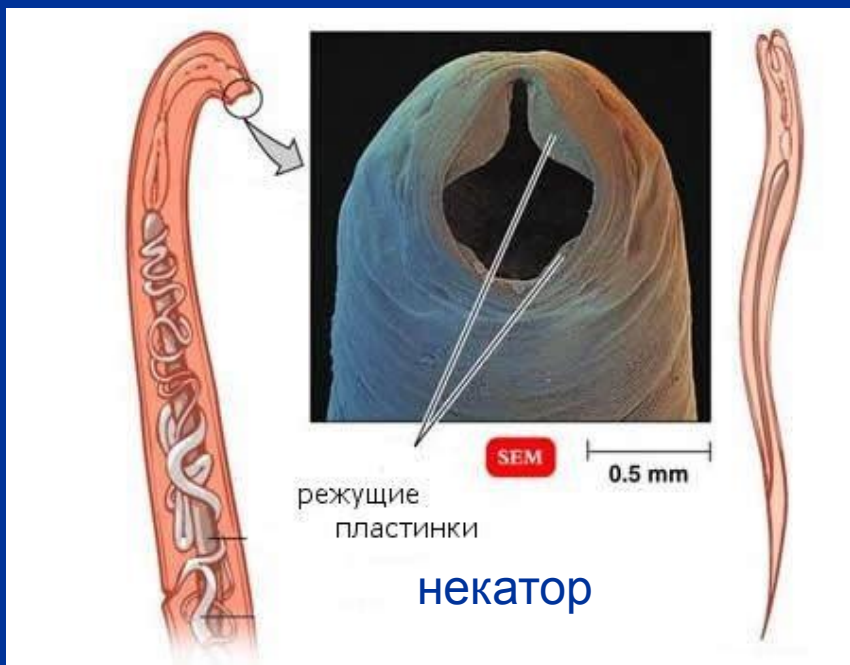 SEM
0.5 mm
режущие
пластинки
некатор